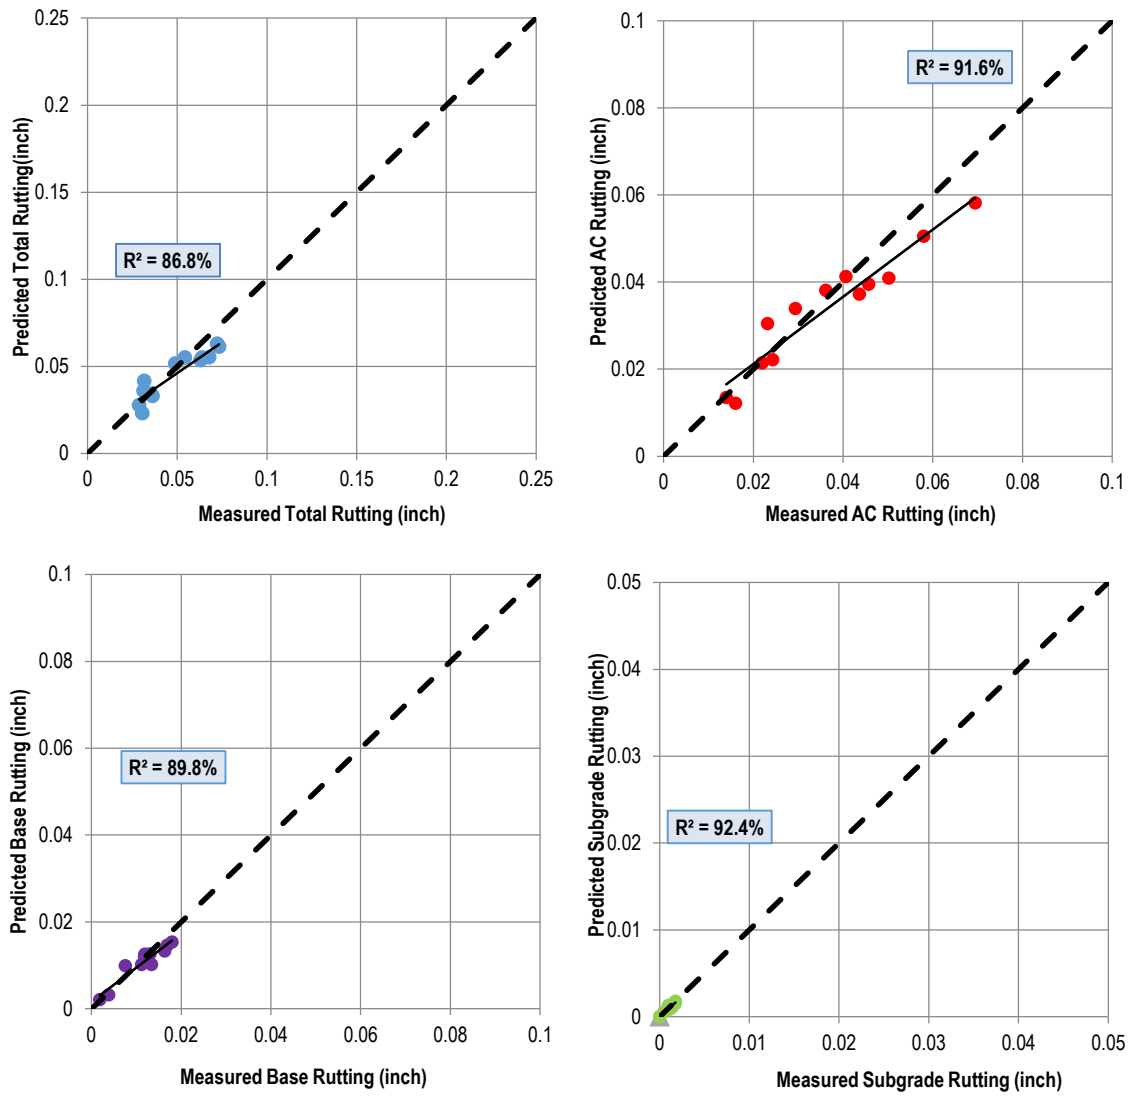 0.25
0.2
0.15
0.1
0.05
0
Predicted Total Rutting(inch)
R² = 86.8%
0 0.05 0.1 0.15 0.2 0.25
Measured Total Rutting (inch)
0.1
0.08
0.06
0.04
0.02
0
Predicted AC Rutting (inch)
R² = 91.6%
0 0.02 0.04 0.06 0.08 0.1
Measured AC Rutting (inch)
0.1
0.08
0.06
0.04
0.02
0
Predicted Base Rutting (inch)
R² = 89.8%
0 0.02 0.04 0.06 0.08 0.1
Measured Base Rutting (inch)
0.05
0.04
0.03
0.02
0.01
0
Predicted Subgrade Rutting (inch)
R² = 92.4%
0 0.01 0.02 0.03 0.04 0.05
Measured Subgrade Rutting (inch)